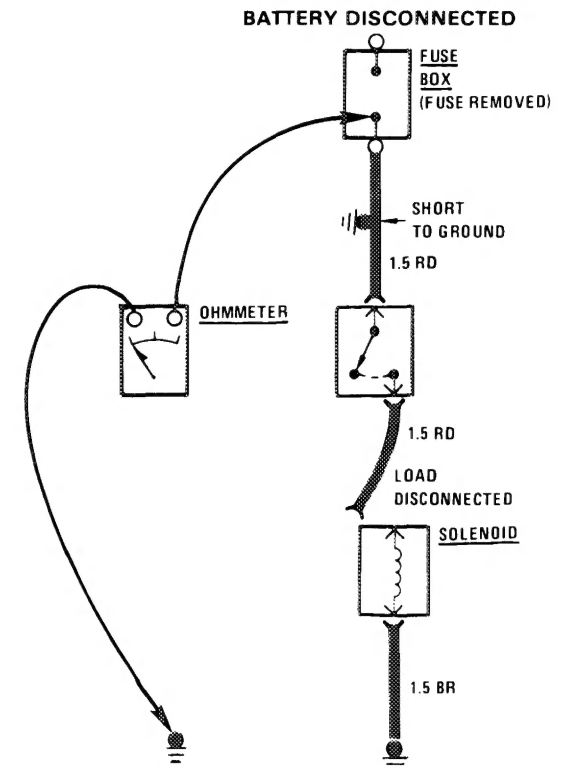 BATTERY DISCONNECTED
FUSE
BOX
(FUSE REMOVED)
SHORT
TO GROUND
1.5 RD
OHMMETER
1.5 RD
LOAD
DISCONNECTED
SOLENOID
1.5 BR